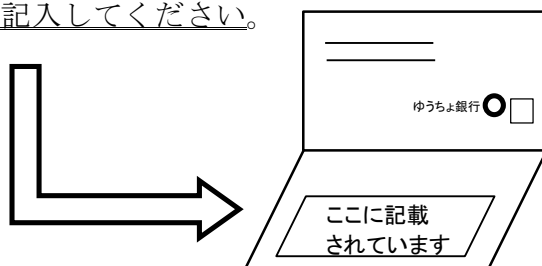 記入してください。
ゆうちょ銀行
ここに記載
されています